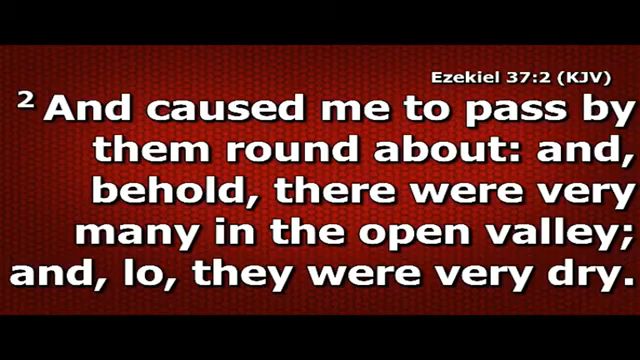 Ezekiel 37:2 (KJV)
2 And caused me to pass by
them round about: and,
behold, there were very
many in the open valley;
and, lo, they were very dry.